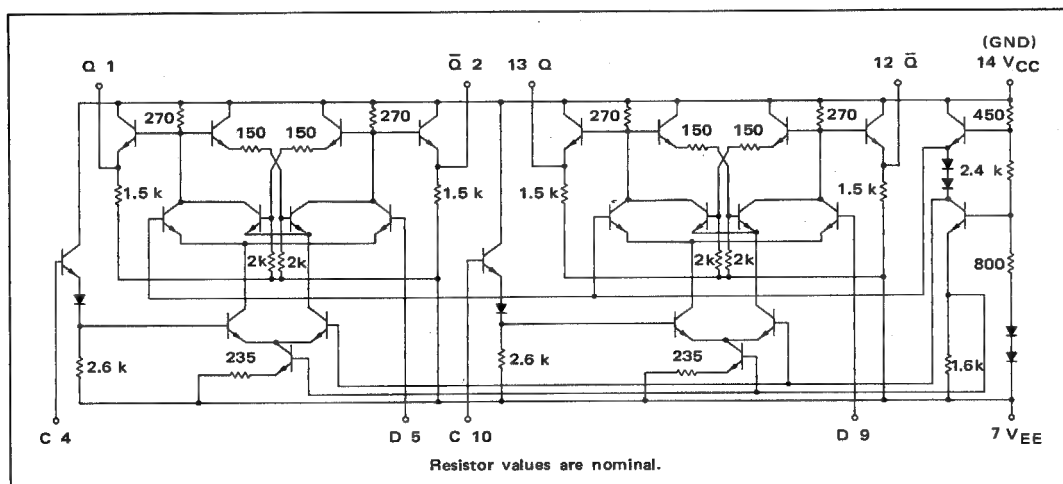 (GND)
Q 1
Q̅ 2
13 Q
12 Q̅
14 VCC
270
270
270
270
450
150
150
150
150
1.5 k
1.5 k
1.5 k
1.5 k
2.4 k
2k
2k
2k
2k
800
235
235
2.6 k
2.6 k
1.6k
C 4
D 5
C 10
D 9
7 VEE
Resistor values are nominal.